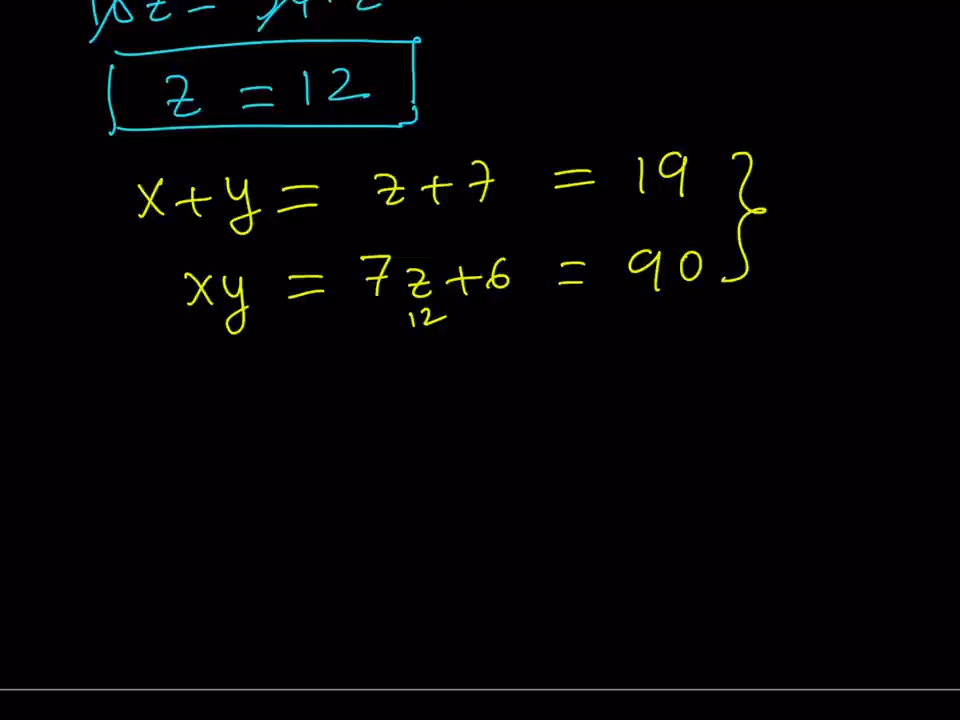 z = 12
x+y = z+7 = 19
xy = 7z+6 = 90
12